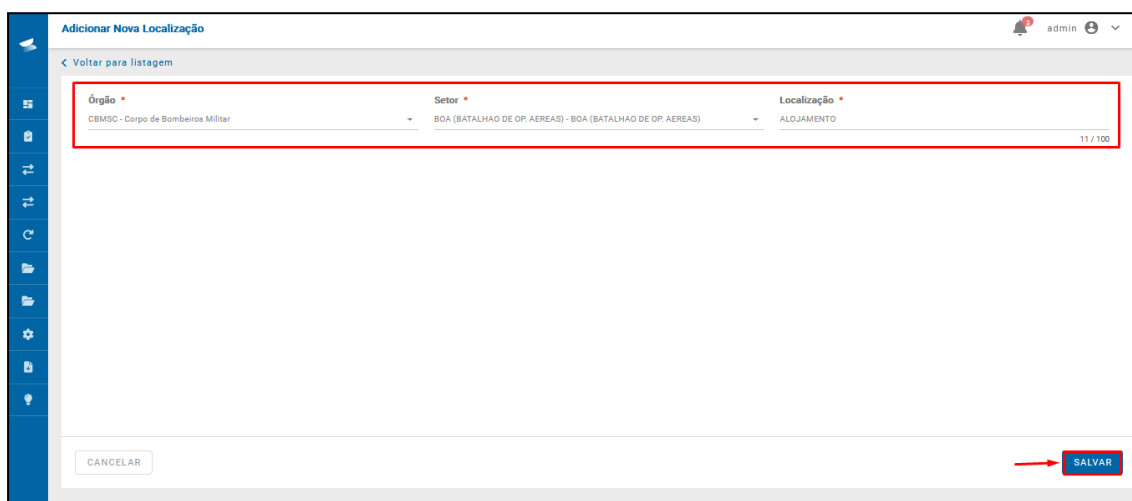 Adicionar Nova Localização
3
admin
Voltar para listagem
Órgão *
Setor *
Localização *
CBMSC - Corpo de Bombeiros Militar
BOA (BATALHAO DE OP. AEREAS) - BOA (BATALHAO DE OP. AEREAS)
ALOJAMENTO
11 / 100
CANCELAR
SALVAR